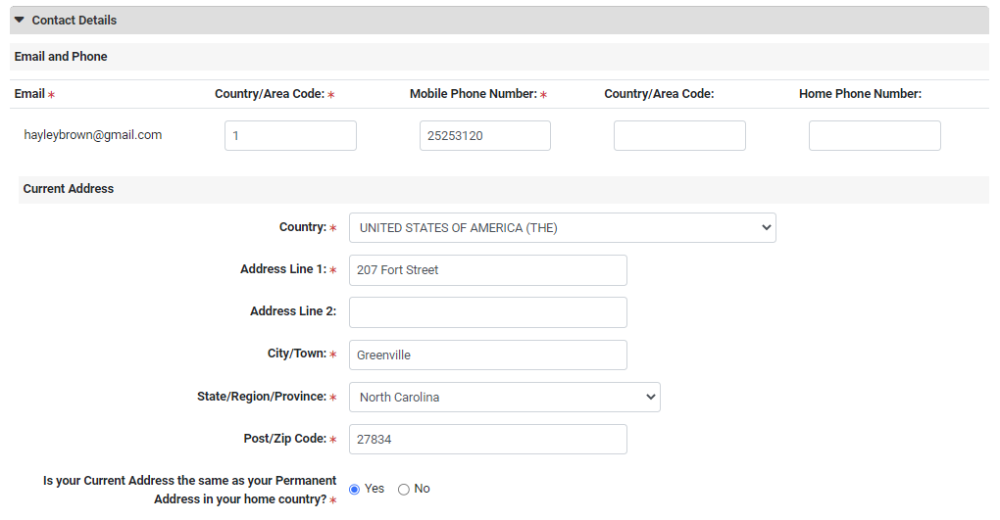 Contact Details
Email and Phone
Email * Country/Area Code: * Mobile Phone Number: * Country/Area Code: Home Phone Number:
hayleybrown@gmail.com 1 25253120
Current Address
Country: * UNITED STATES OF AMERICA (THE)
Address Line 1: * 207 Fort Street
Address Line 2:
City/Town: * Greenville
State/Region/Province: * North Carolina
Post/Zip Code: * 27834
Is your Current Address the same as your Permanent
Address in your home country? * Yes No